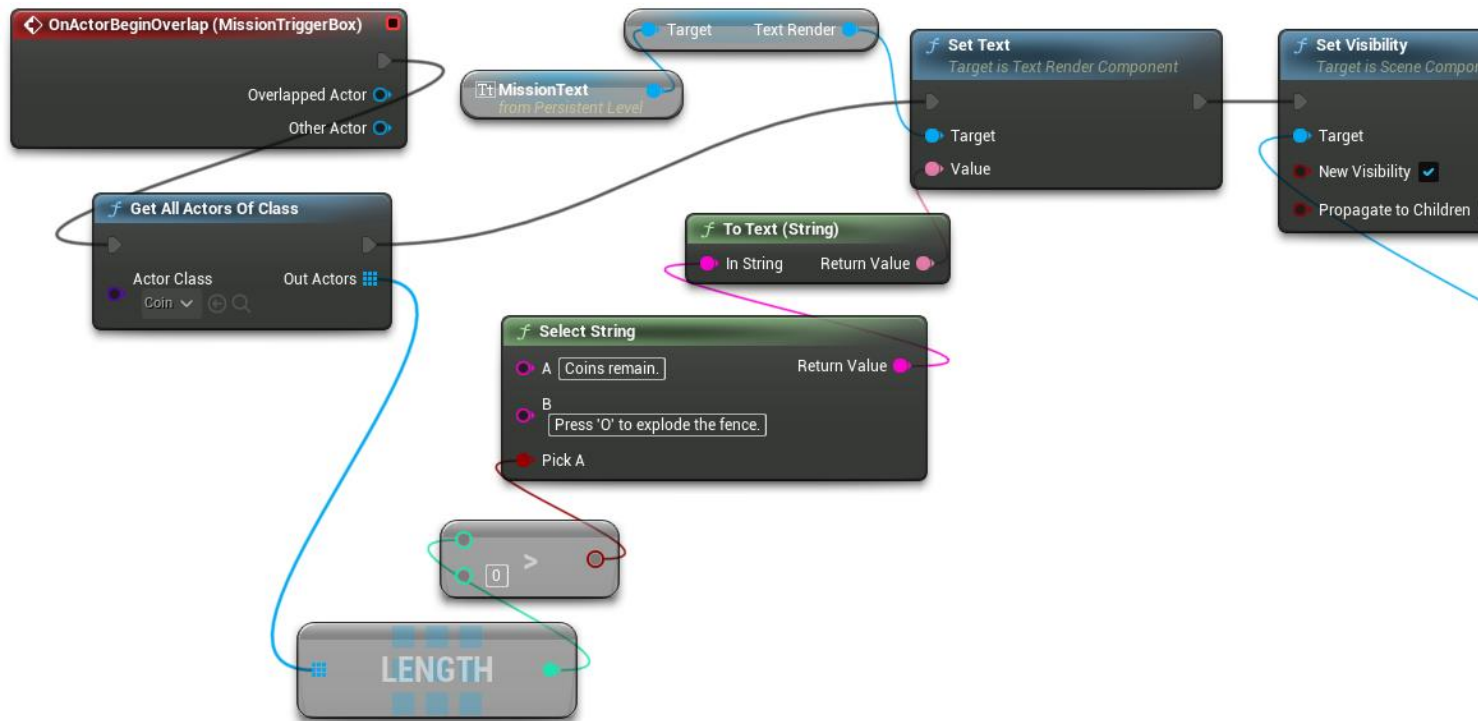 OnActorBeginOverlap (MissionTriggerBox)
Overlapped Actor
Other Actor
Target Text Render
MissionText
from Persistent Level
f Set Text
Target is Text Render Component
Target
Value
f Set Visibility
Target is Scene Compor
Target
New Visibility
Propagate to Children
f Get All Actors Of Class
Actor Class Out Actors
Coin
f To Text (String)
In String Return Value
f Select String
A Coins remain. Return Value
B
Press 'O' to explode the fence.
Pick A
>
0
LENGTH